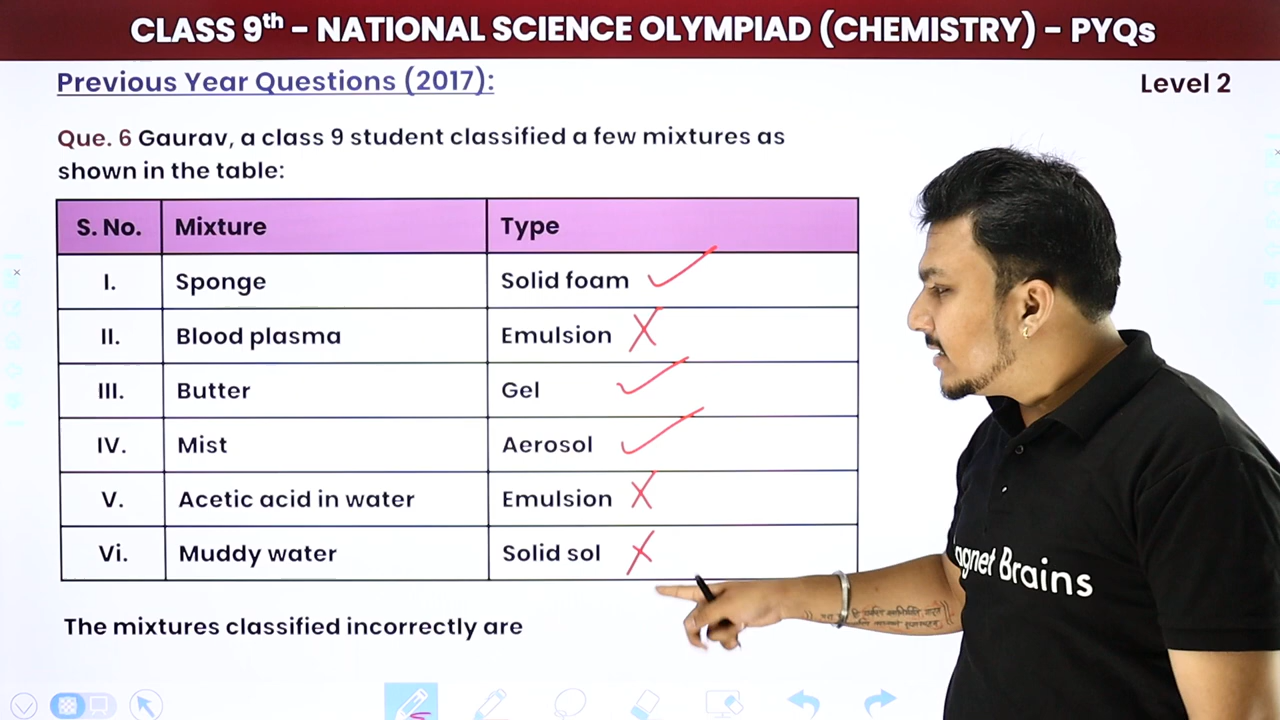 CLASS 9th – NATIONAL SCIENCE OLYMPIAD (CHEMISTRY) – PYQs
Previous Year Questions (2017):
Level 2
Que. 6 Gaurav, a class 9 student classified a few mixtures as
shown in the table:
S. No. Mixture Type
I. Sponge Solid foam
II. Blood plasma Emulsion
III. Butter Gel
IV. Mist Aerosol
V. Acetic acid in water Emulsion
Vi. Muddy water Solid sol
The mixtures classified incorrectly are
agnet Brains